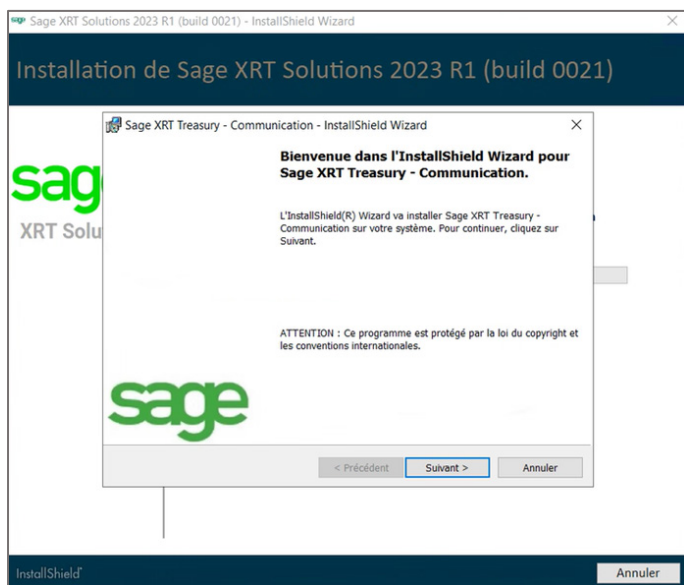 sage Sage XRT Solutions 2023 R1 (build 0021) - InstallShield Wizard
Installation de Sage XRT Solutions 2023 R1 (build 0021)
Sage XRT Treasury - Communication - InstallShield Wizard
Bienvenue dans l'InstallShield Wizard pour
Sage XRT Treasury - Communication.
sag
XRT Solu
L'InstallShield(R) Wizard va installer Sage XRT Treasury -
Communication sur votre système. Pour continuer, cliquez sur
Suivant.
ATTENTION : Ce programme est protégé par la loi du copyright et
les conventions internationales.
sage
< Précédent
Suivant >
Annuler
InstallShield
Annuler